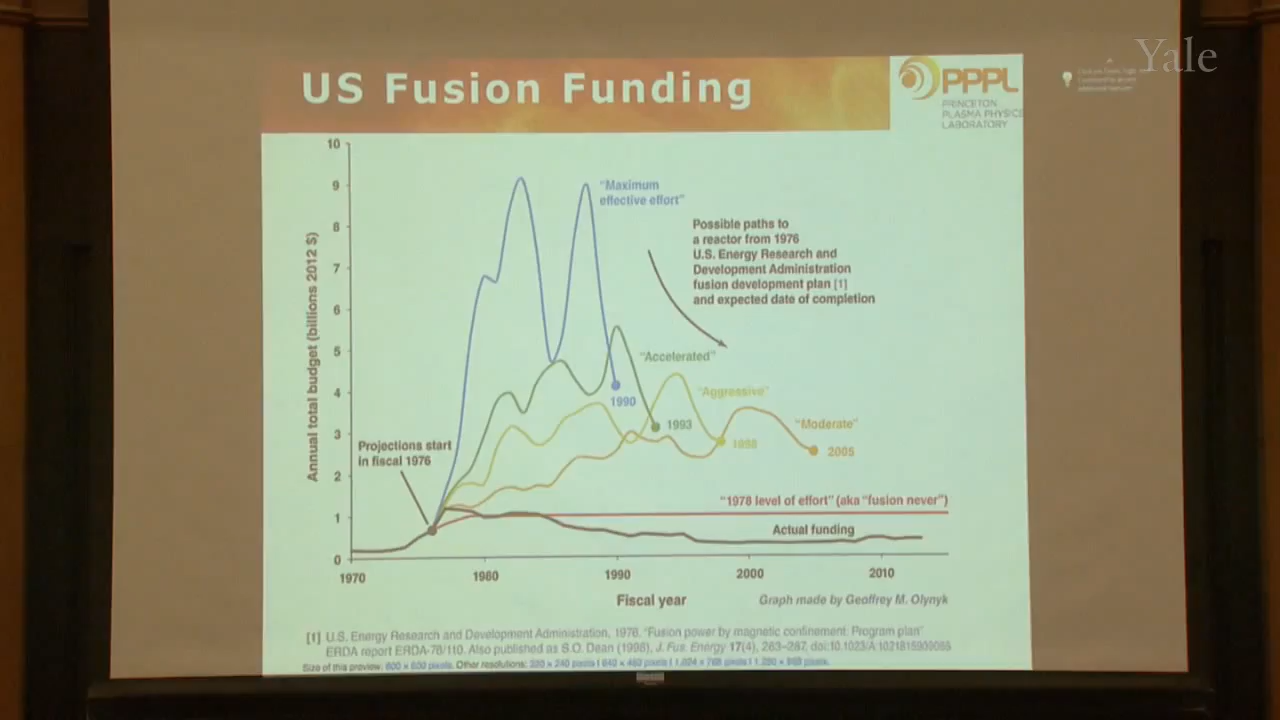 Yale
US Fusion Funding
PPPL
PRINCETON
PLASMA PHYSICS
LABORATORY
Annual total budget (billions 2012 $)
10
9
8
7
6
5
4
3
2
1
0
"Maximum
effective effort"
Possible paths to
a reactor from 1976
U.S. Energy Research and
Development Administration
fusion development plan [1]
and expected date of completion
"Accelerated"
"Aggressive"
1990
1993
"Moderate"
1998
2005
Projections start
in fiscal 1976
"1978 level of effort" (aka "fusion never")
Actual funding
1970
1980
1990
2000
2010
Fiscal year
Graph made by Geoffrey M. Olynyk
[1] U.S. Energy Research and Development Administration, 1976. "Fusion power by magnetic confinement: Program plan"
ERDA report ERDA-76/110. Also published as S.O. Dean (1998), J. Fus. Energy 17(4), 263–287, doi:10.1023/A:1021815909065
Size of this preview: 800 × 600 pixels. Other resolutions: 320 × 240 pixels | 640 × 480 pixels | 1,024 × 768 pixels | 1,280 × 960 pixels.